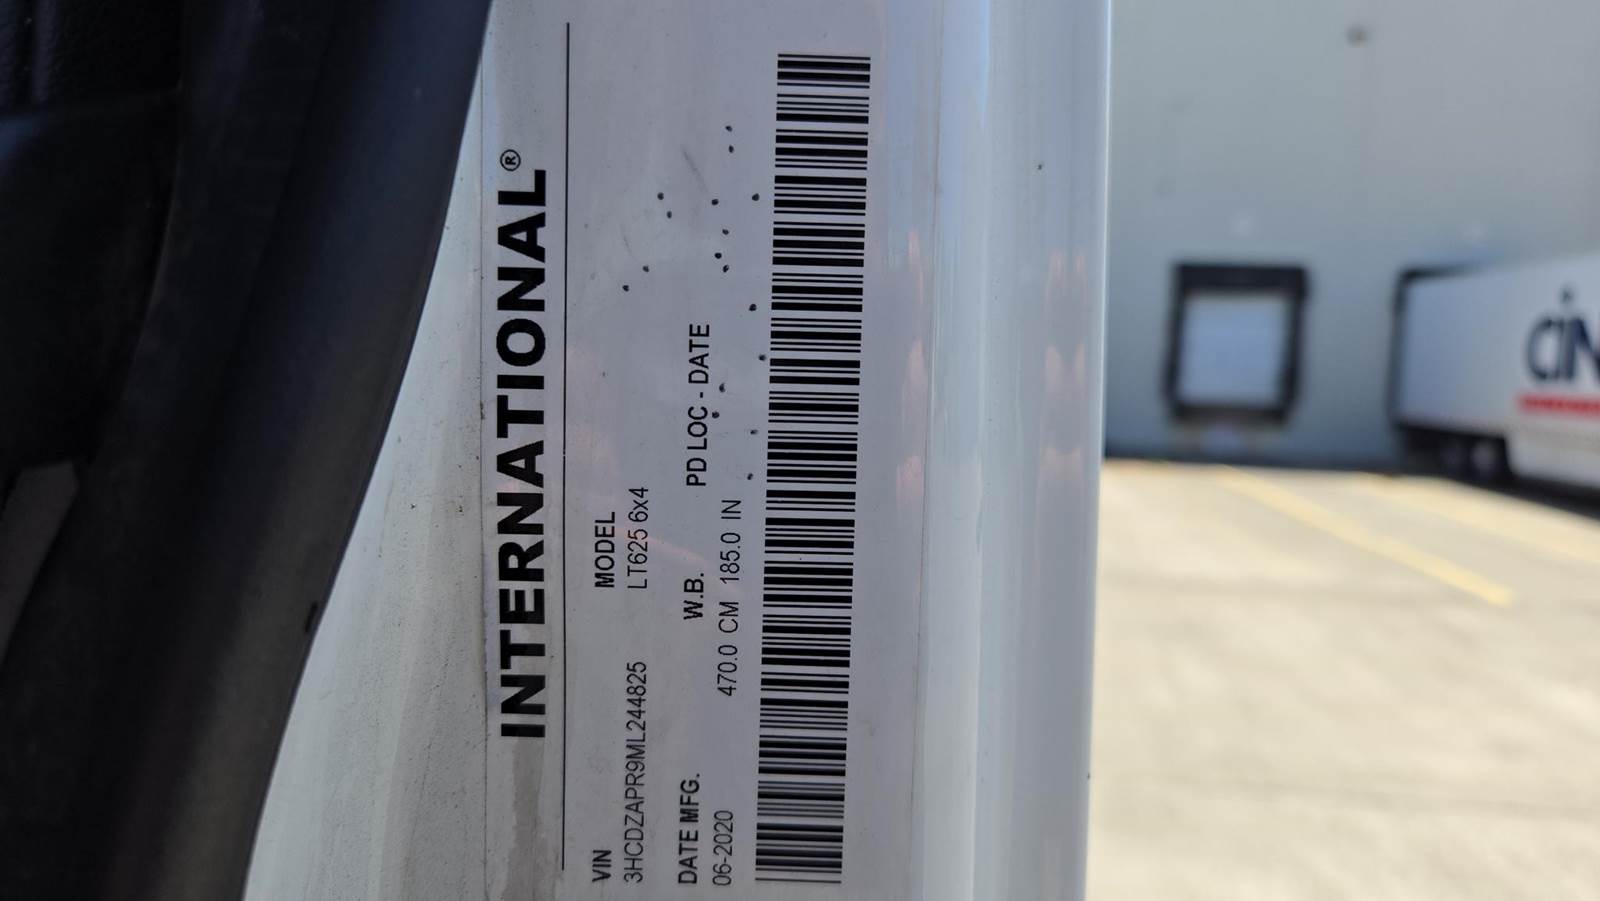 INTERNATIONAL®
VIN MODEL
3HCDZAPR9ML244825 LT625 6x4
DATE MFG. W.B. PD LOC - DATE
06-2020 470.0 CM 185.0 IN